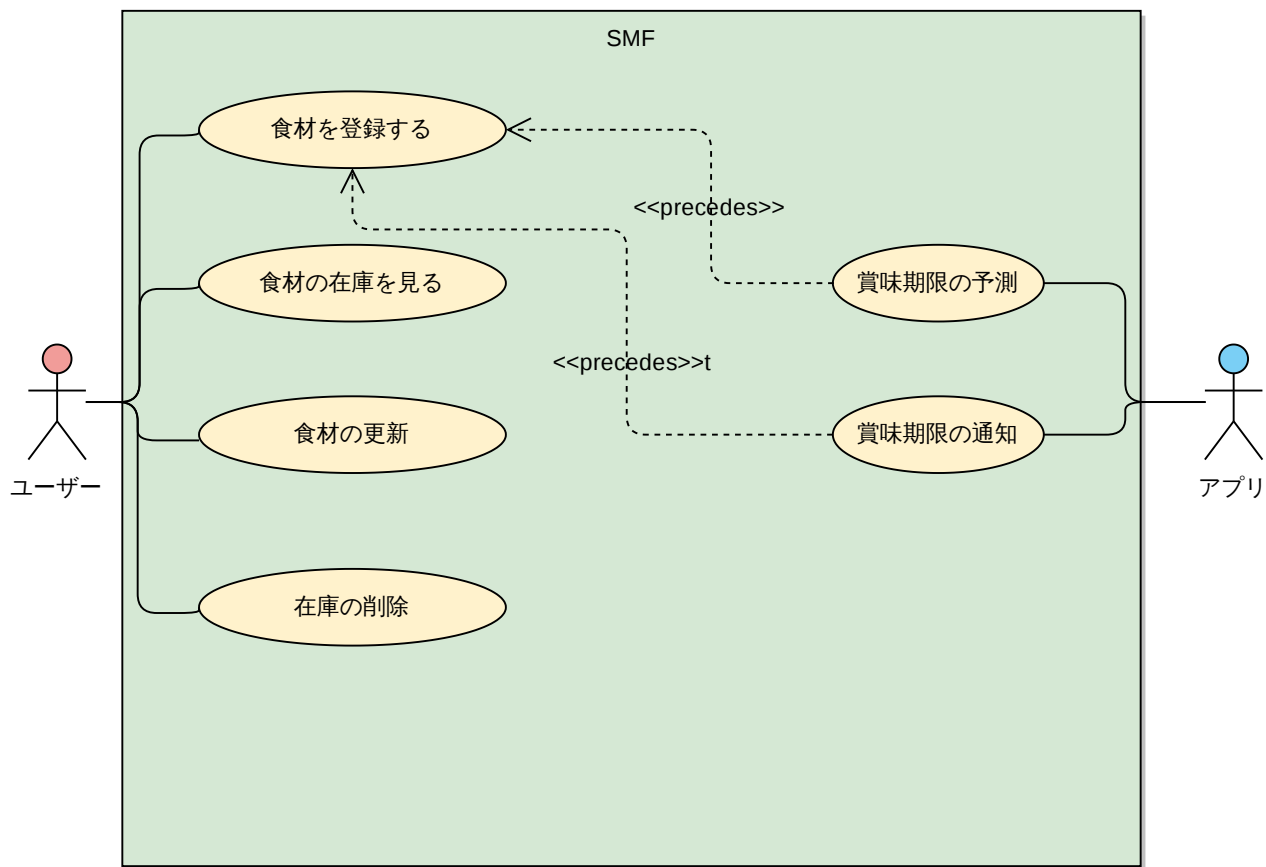 SMF
食材を登録する
<<precedes>>
食材の在庫を見る
賞味期限の予測
<<precedes>>t
食材の更新
賞味期限の通知
ユーザー
アプリ
在庫の削除